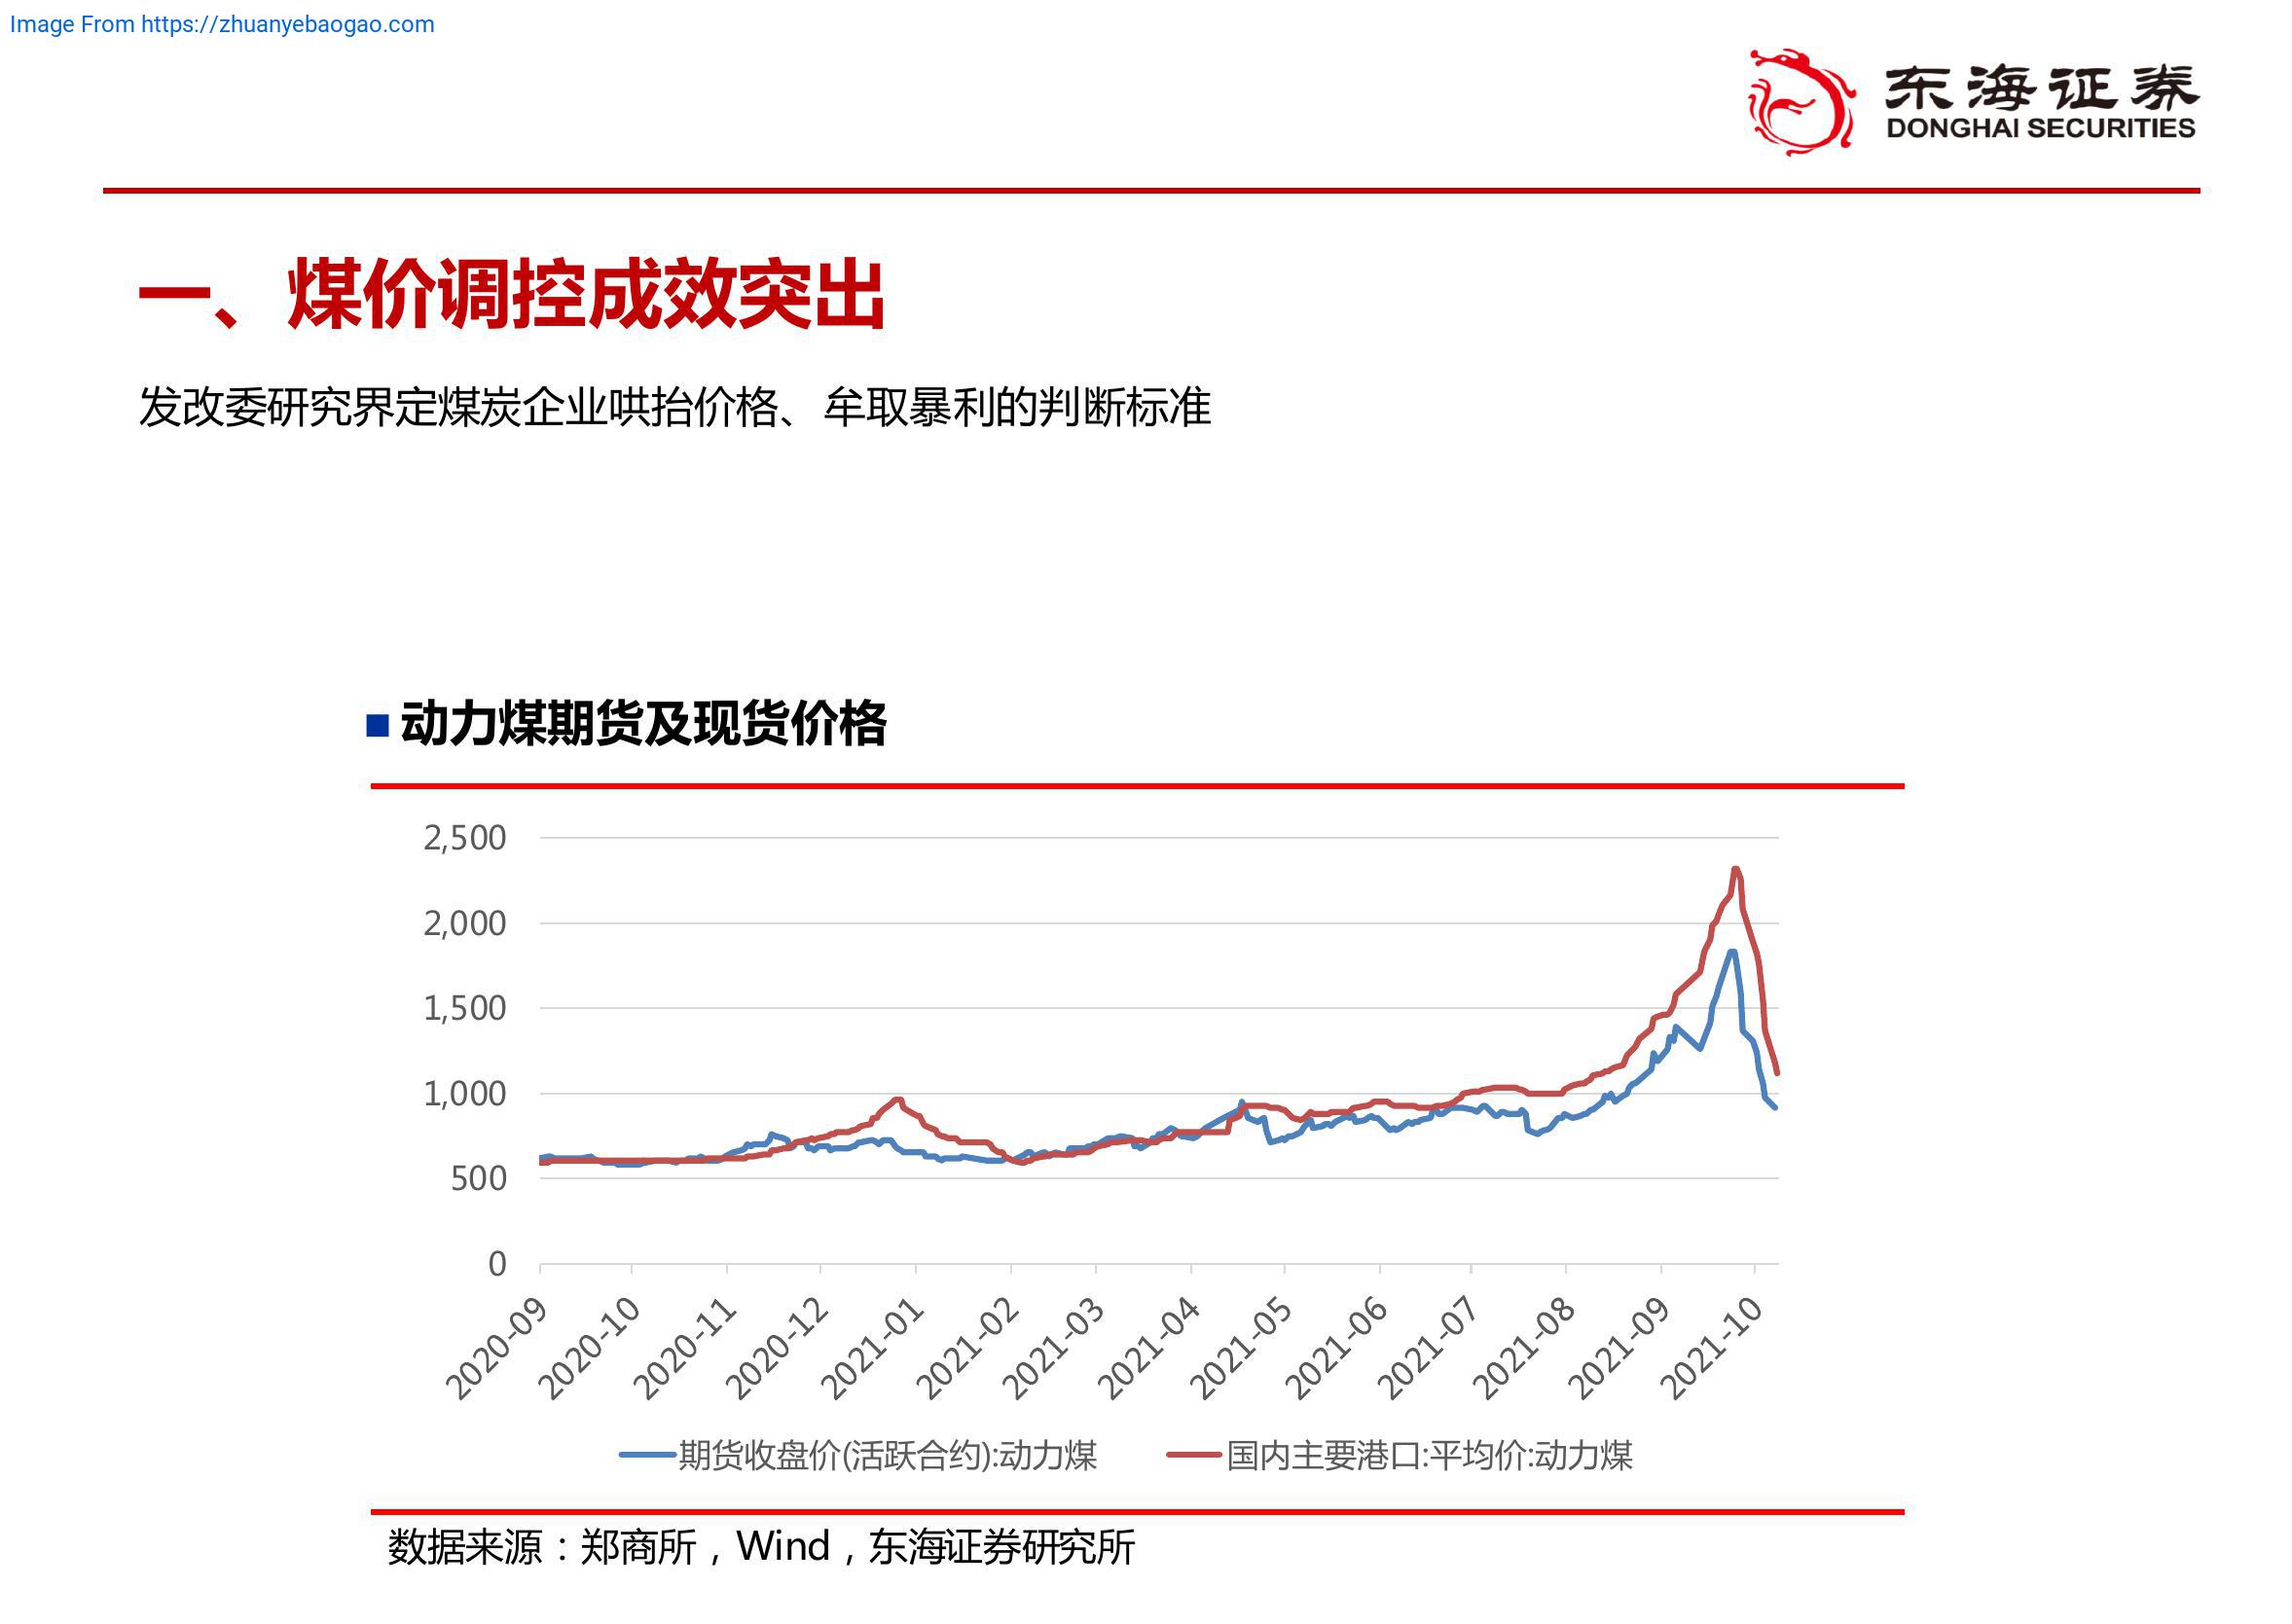 Image From https://zhuanyebaogao.com
东海证券
DONGHAI SECURITIES
一、煤价调控成效突出
发改委研究界定煤炭企业哄抬价格、牟取暴利的判断标准
动力煤期货及现货价格
2,500
2,000
1,500
1,000
500
0
2020-09
2020-10
2020-11
2020-12
2021-01
2021-02
2021-03
2021-04
2021-05
2021-06
2021-07
2021-08
2021-09
2021-10
期货收盘价(活跃合约):动力煤
国内主要港口:平均价:动力煤
数据来源：郑商所，Wind，东海证券研究所